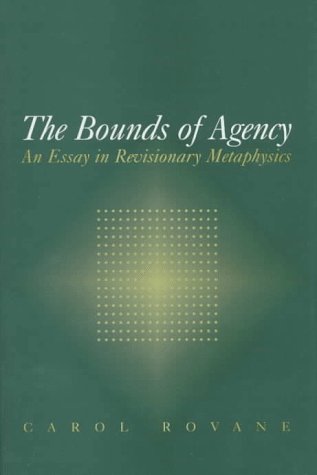 The Bounds of Agency
An Essay in Revisionary Metaphysics
CAROL ROVANE